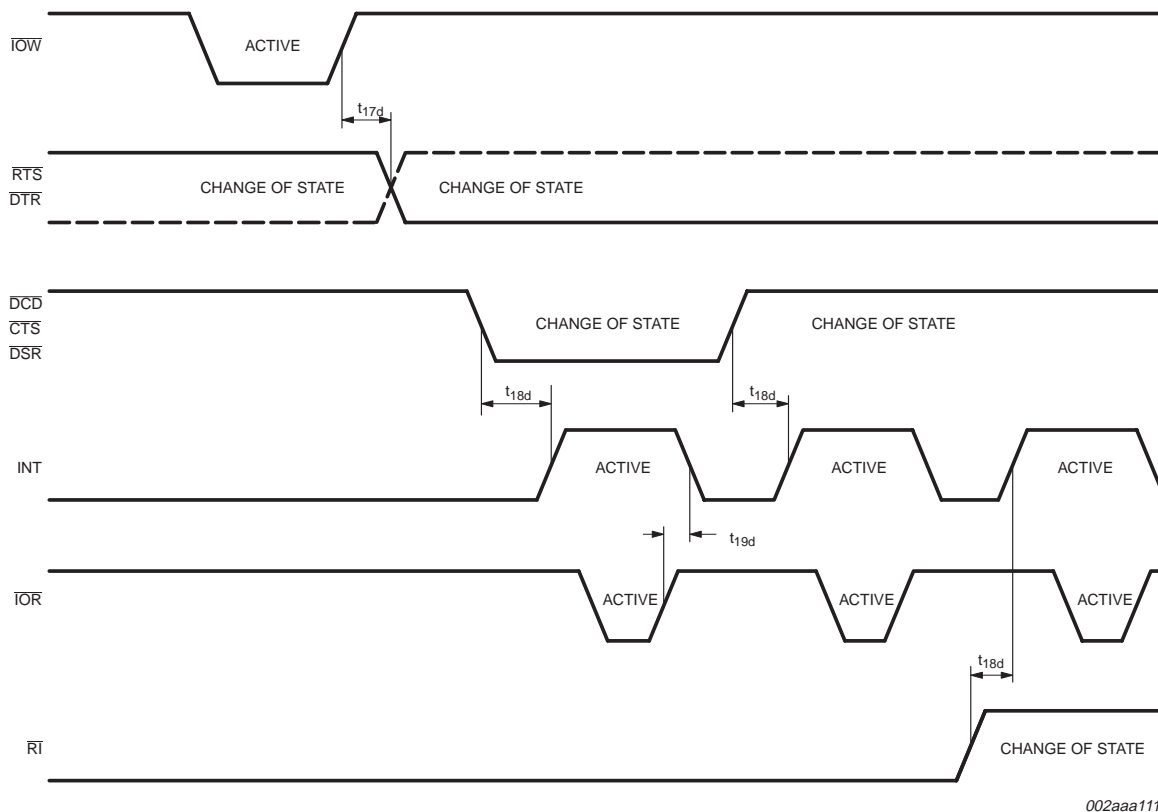 IOW
ACTIVE
t17d
RTS
DTR
CHANGE OF STATE
CHANGE OF STATE
DCD
CTS
DSR
CHANGE OF STATE
CHANGE OF STATE
t18d
t18d
INT
ACTIVE
ACTIVE
ACTIVE
t19d
IOR
ACTIVE
ACTIVE
ACTIVE
t18d
RI
CHANGE OF STATE